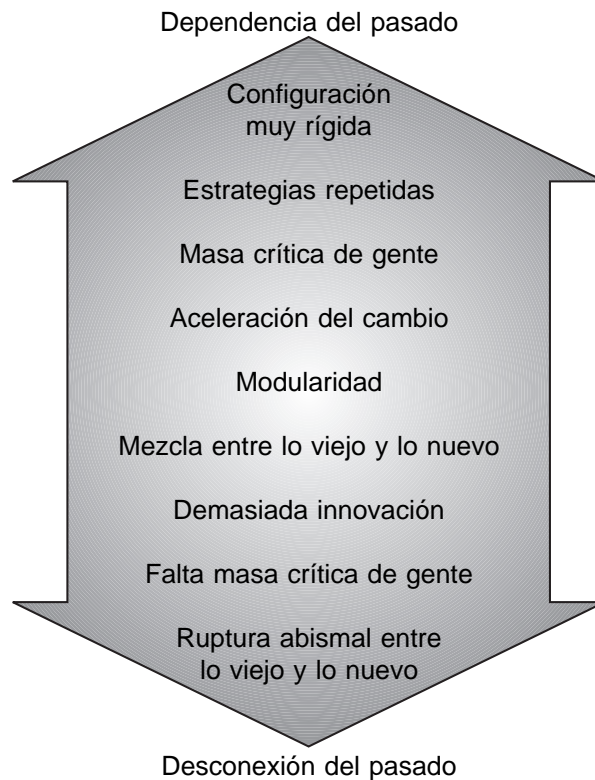 Dependencia del pasado
Configuración
muy rígida
Estrategias repetidas
Masa crítica de gente
Aceleración del cambio
Modularidad
Mezcla entre lo viejo y lo nuevo
Demasiada innovación
Falta masa crítica de gente
Ruptura abismal entre
lo viejo y lo nuevo
Desconexión del pasado